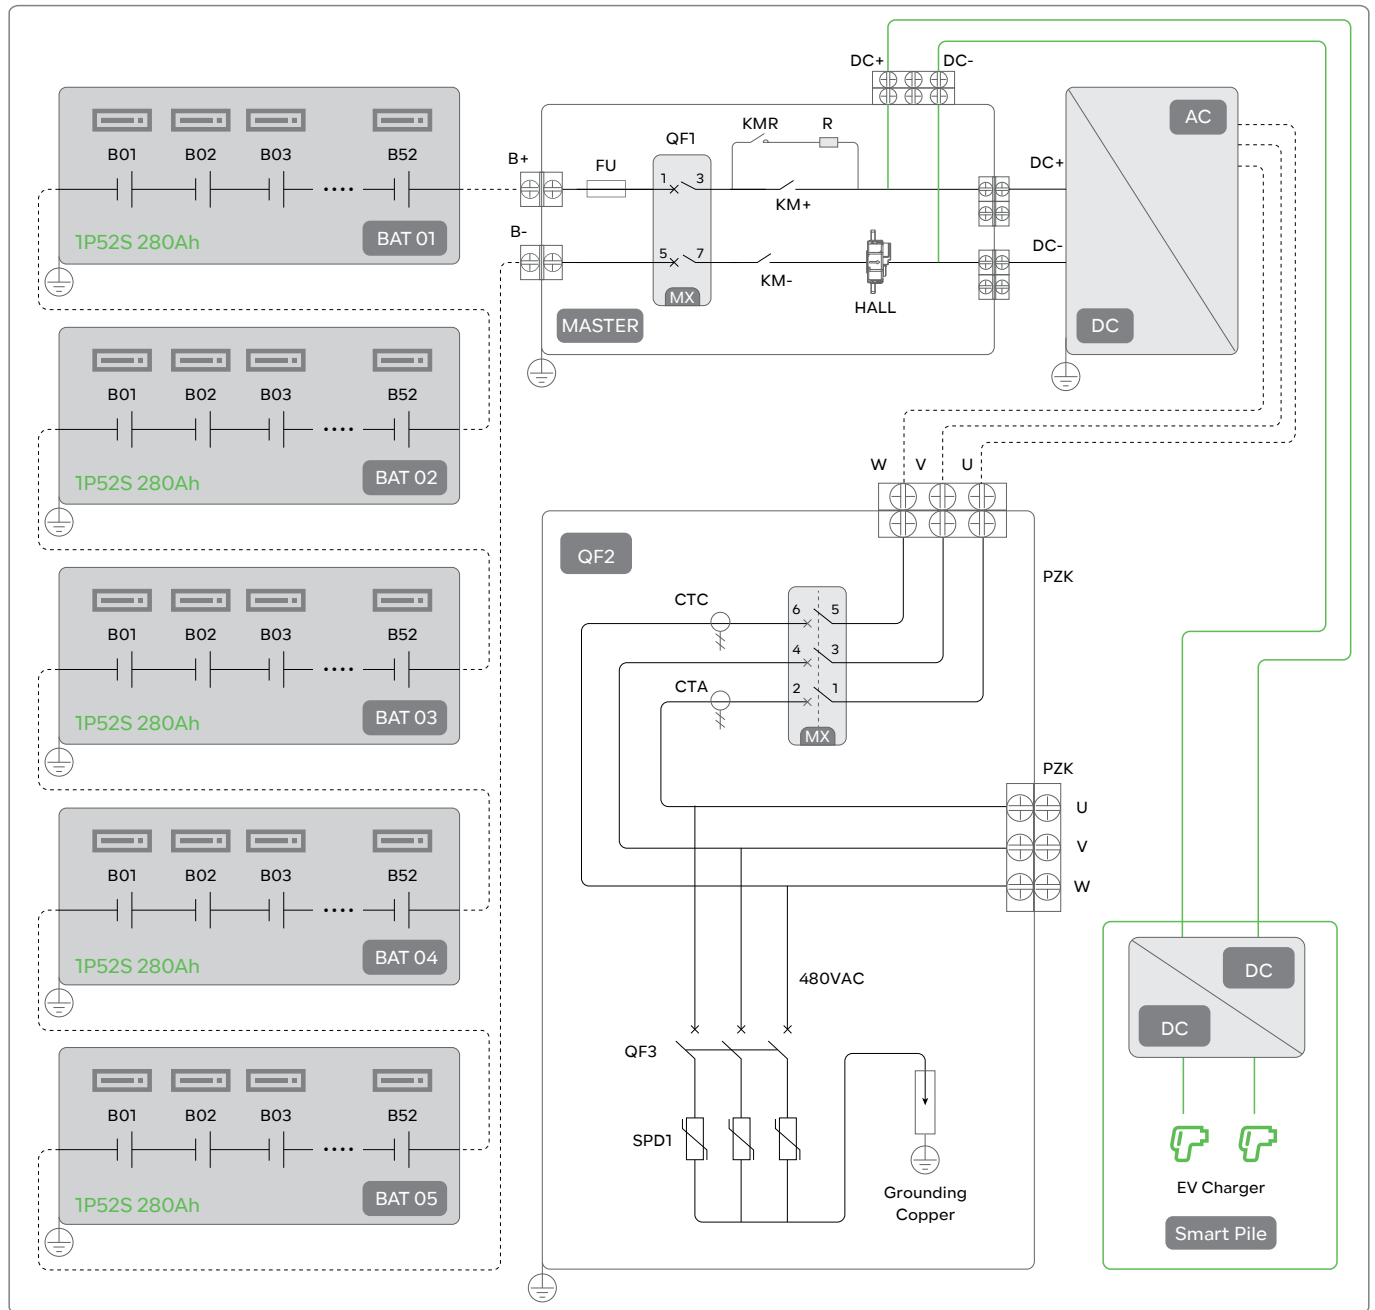 DC+ DC-
B01 B02 B03 B52
1P52S 280Ah
BAT 01
B01 B02 B03 B52
1P52S 280Ah
BAT 02
B01 B02 B03 B52
1P52S 280Ah
BAT 03
B01 B02 B03 B52
1P52S 280Ah
BAT 04
B01 B02 B03 B52
1P52S 280Ah
BAT 05
B+
B-
FU
QF1
1 3
5 7
MX
KMR R
KM+
KM-
HALL
MASTER
DC+
DC-
AC
DC
W V U
QF2
PZK
CTC
CTA
6 5
4 3
2 1
MX
PZK
U
V
W
480VAC
QF3
SPD1
Grounding
Copper
DC
DC
EV Charger
Smart Pile